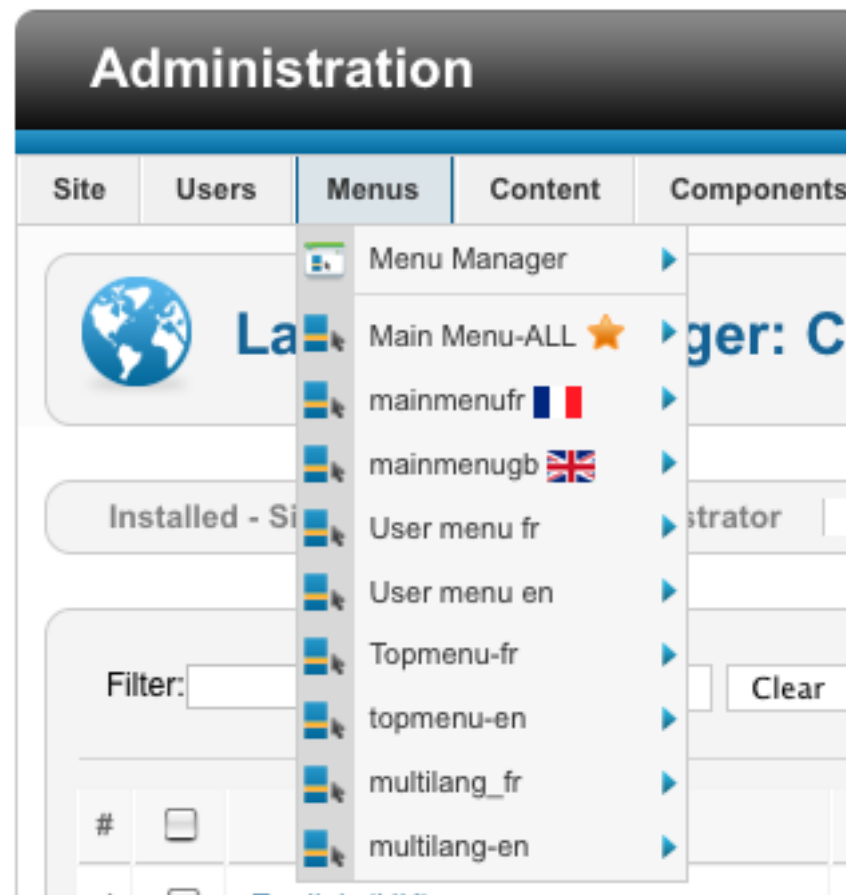 Administration
Site Users Menus Content Components
Menu Manager
La ger: C
Main Menu-ALL
mainmenufr
mainmenugb
Installed - Si strator
User menu fr
User menu en
Topmenu-fr
Filter: Clear
topmenu-en
multilang_fr
#
multilang-en